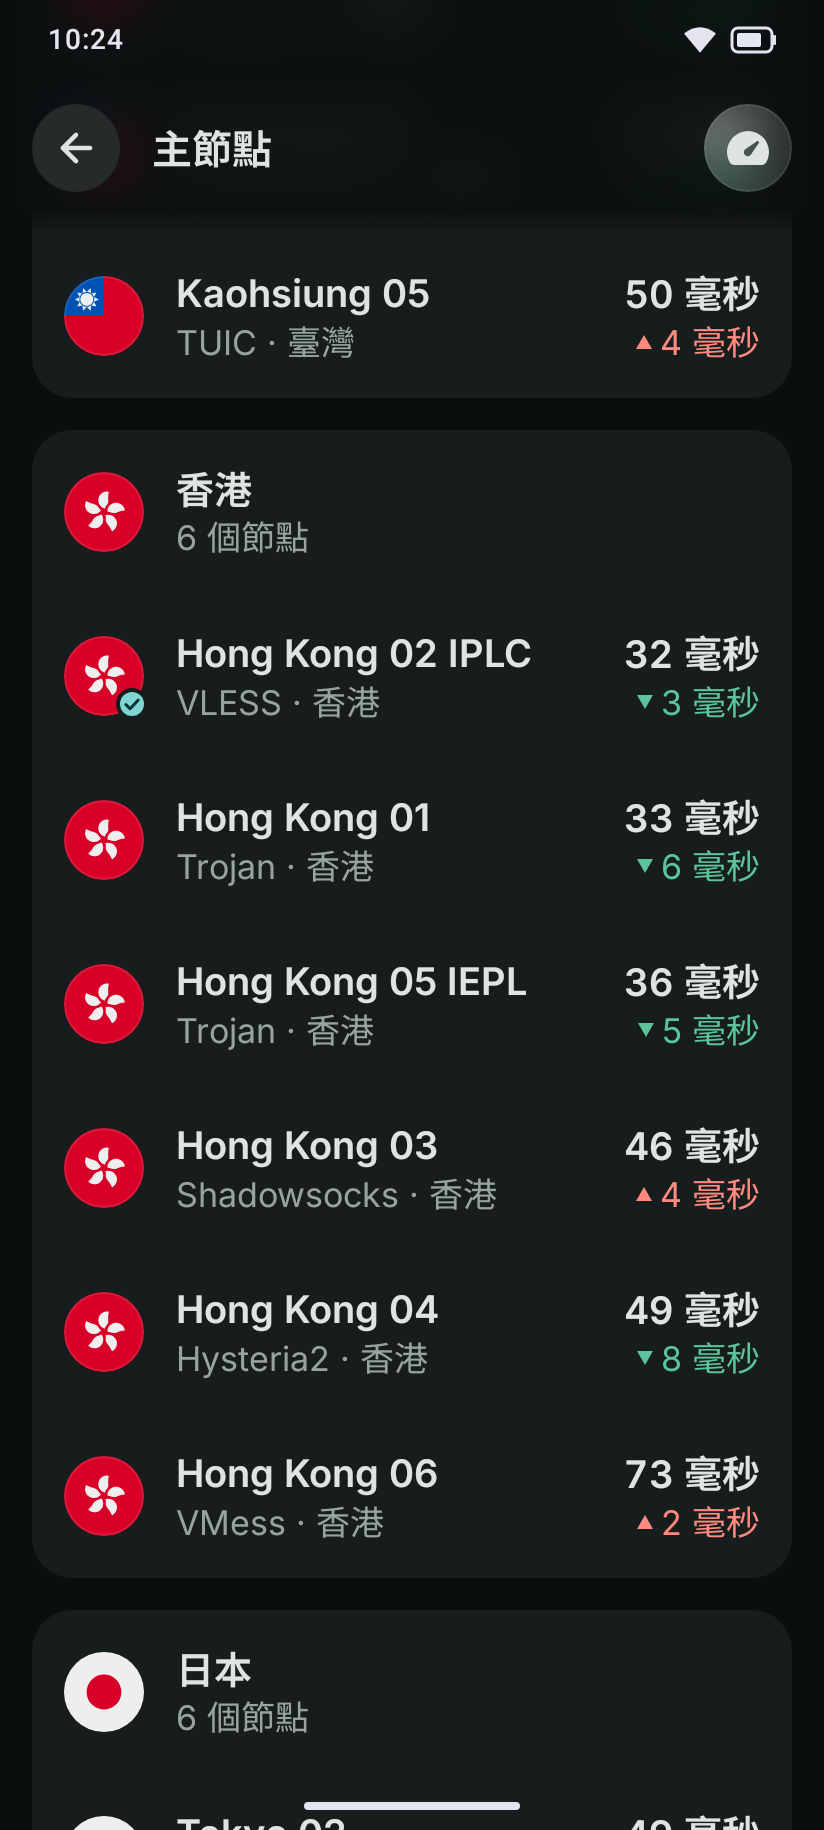 10:24
主節點
Kaohsiung 05
50 毫秒
TUIC · 臺灣
▲4 毫秒
香港
6 個節點
Hong Kong 02 IPLC
32 毫秒
VLESS · 香港
▼3 毫秒
Hong Kong 01
33 毫秒
Trojan · 香港
▼6 毫秒
Hong Kong 05 IEPL
36 毫秒
Trojan · 香港
▼5 毫秒
Hong Kong 03
46 毫秒
Shadowsocks · 香港
▲4 毫秒
Hong Kong 04
49 毫秒
Hysteria2 · 香港
▼8 毫秒
Hong Kong 06
73 毫秒
VMess · 香港
▲2 毫秒
日本
6 個節點